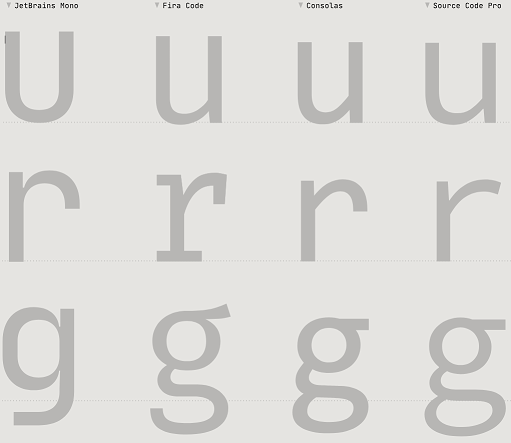 JetBrains Mono Fira Code Consolas Source Code Pro
u u u u
r r r r
g g g g